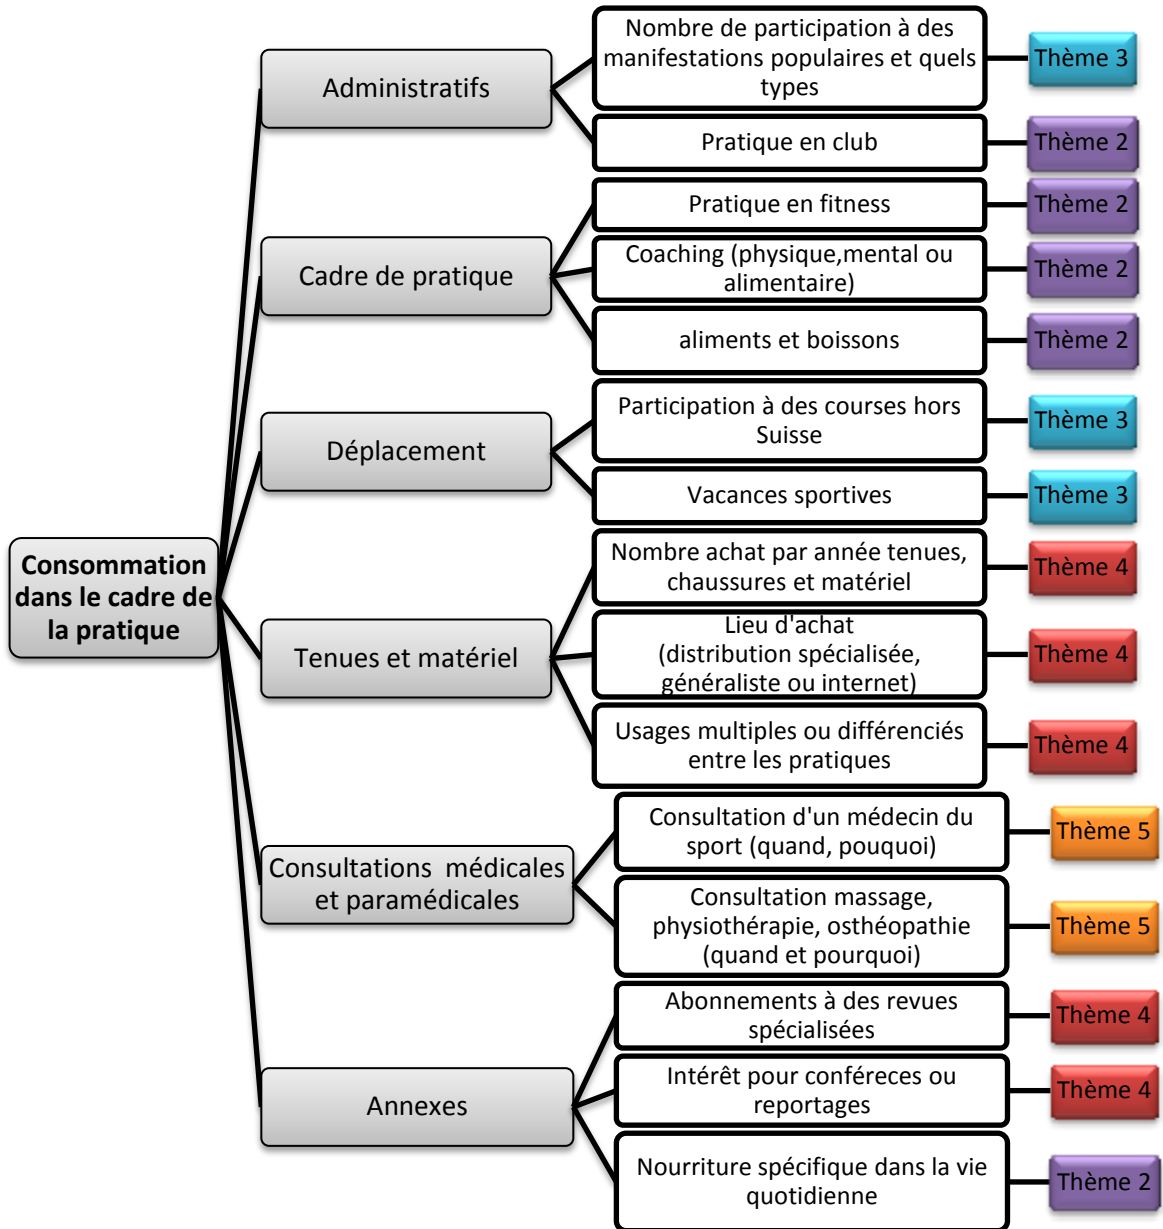 Consommation
dans le cadre de
la pratique
Administratifs
Nombre de participation à des
manifestations populaires et quels
types
Thème 3
Pratique en club
Thème 2
Cadre de pratique
Pratique en fitness
Thème 2
Coaching (physique,mental ou
alimentaire)
Thème 2
aliments et boissons
Thème 2
Déplacement
Participation à des courses hors
Suisse
Thème 3
Vacances sportives
Thème 3
Tenues et matériel
Nombre achat par année tenues,
chaussures et matériel
Thème 4
Lieu d'achat
(distribution spécialisée,
généraliste ou internet)
Thème 4
Usages multiples ou différenciés
entre les pratiques
Thème 4
Consultations médicales
et paramédicales
Consultation d'un médecin du
sport (quand, pouquoi)
Thème 5
Consultation massage,
physiothérapie, osthéopathie
(quand et pourquoi)
Thème 5
Annexes
Abonnements à des revues
spécialisées
Thème 4
Intérêt pour conféreces ou
reportages
Thème 4
Nourriture spécifique dans la vie
quotidienne
Thème 2